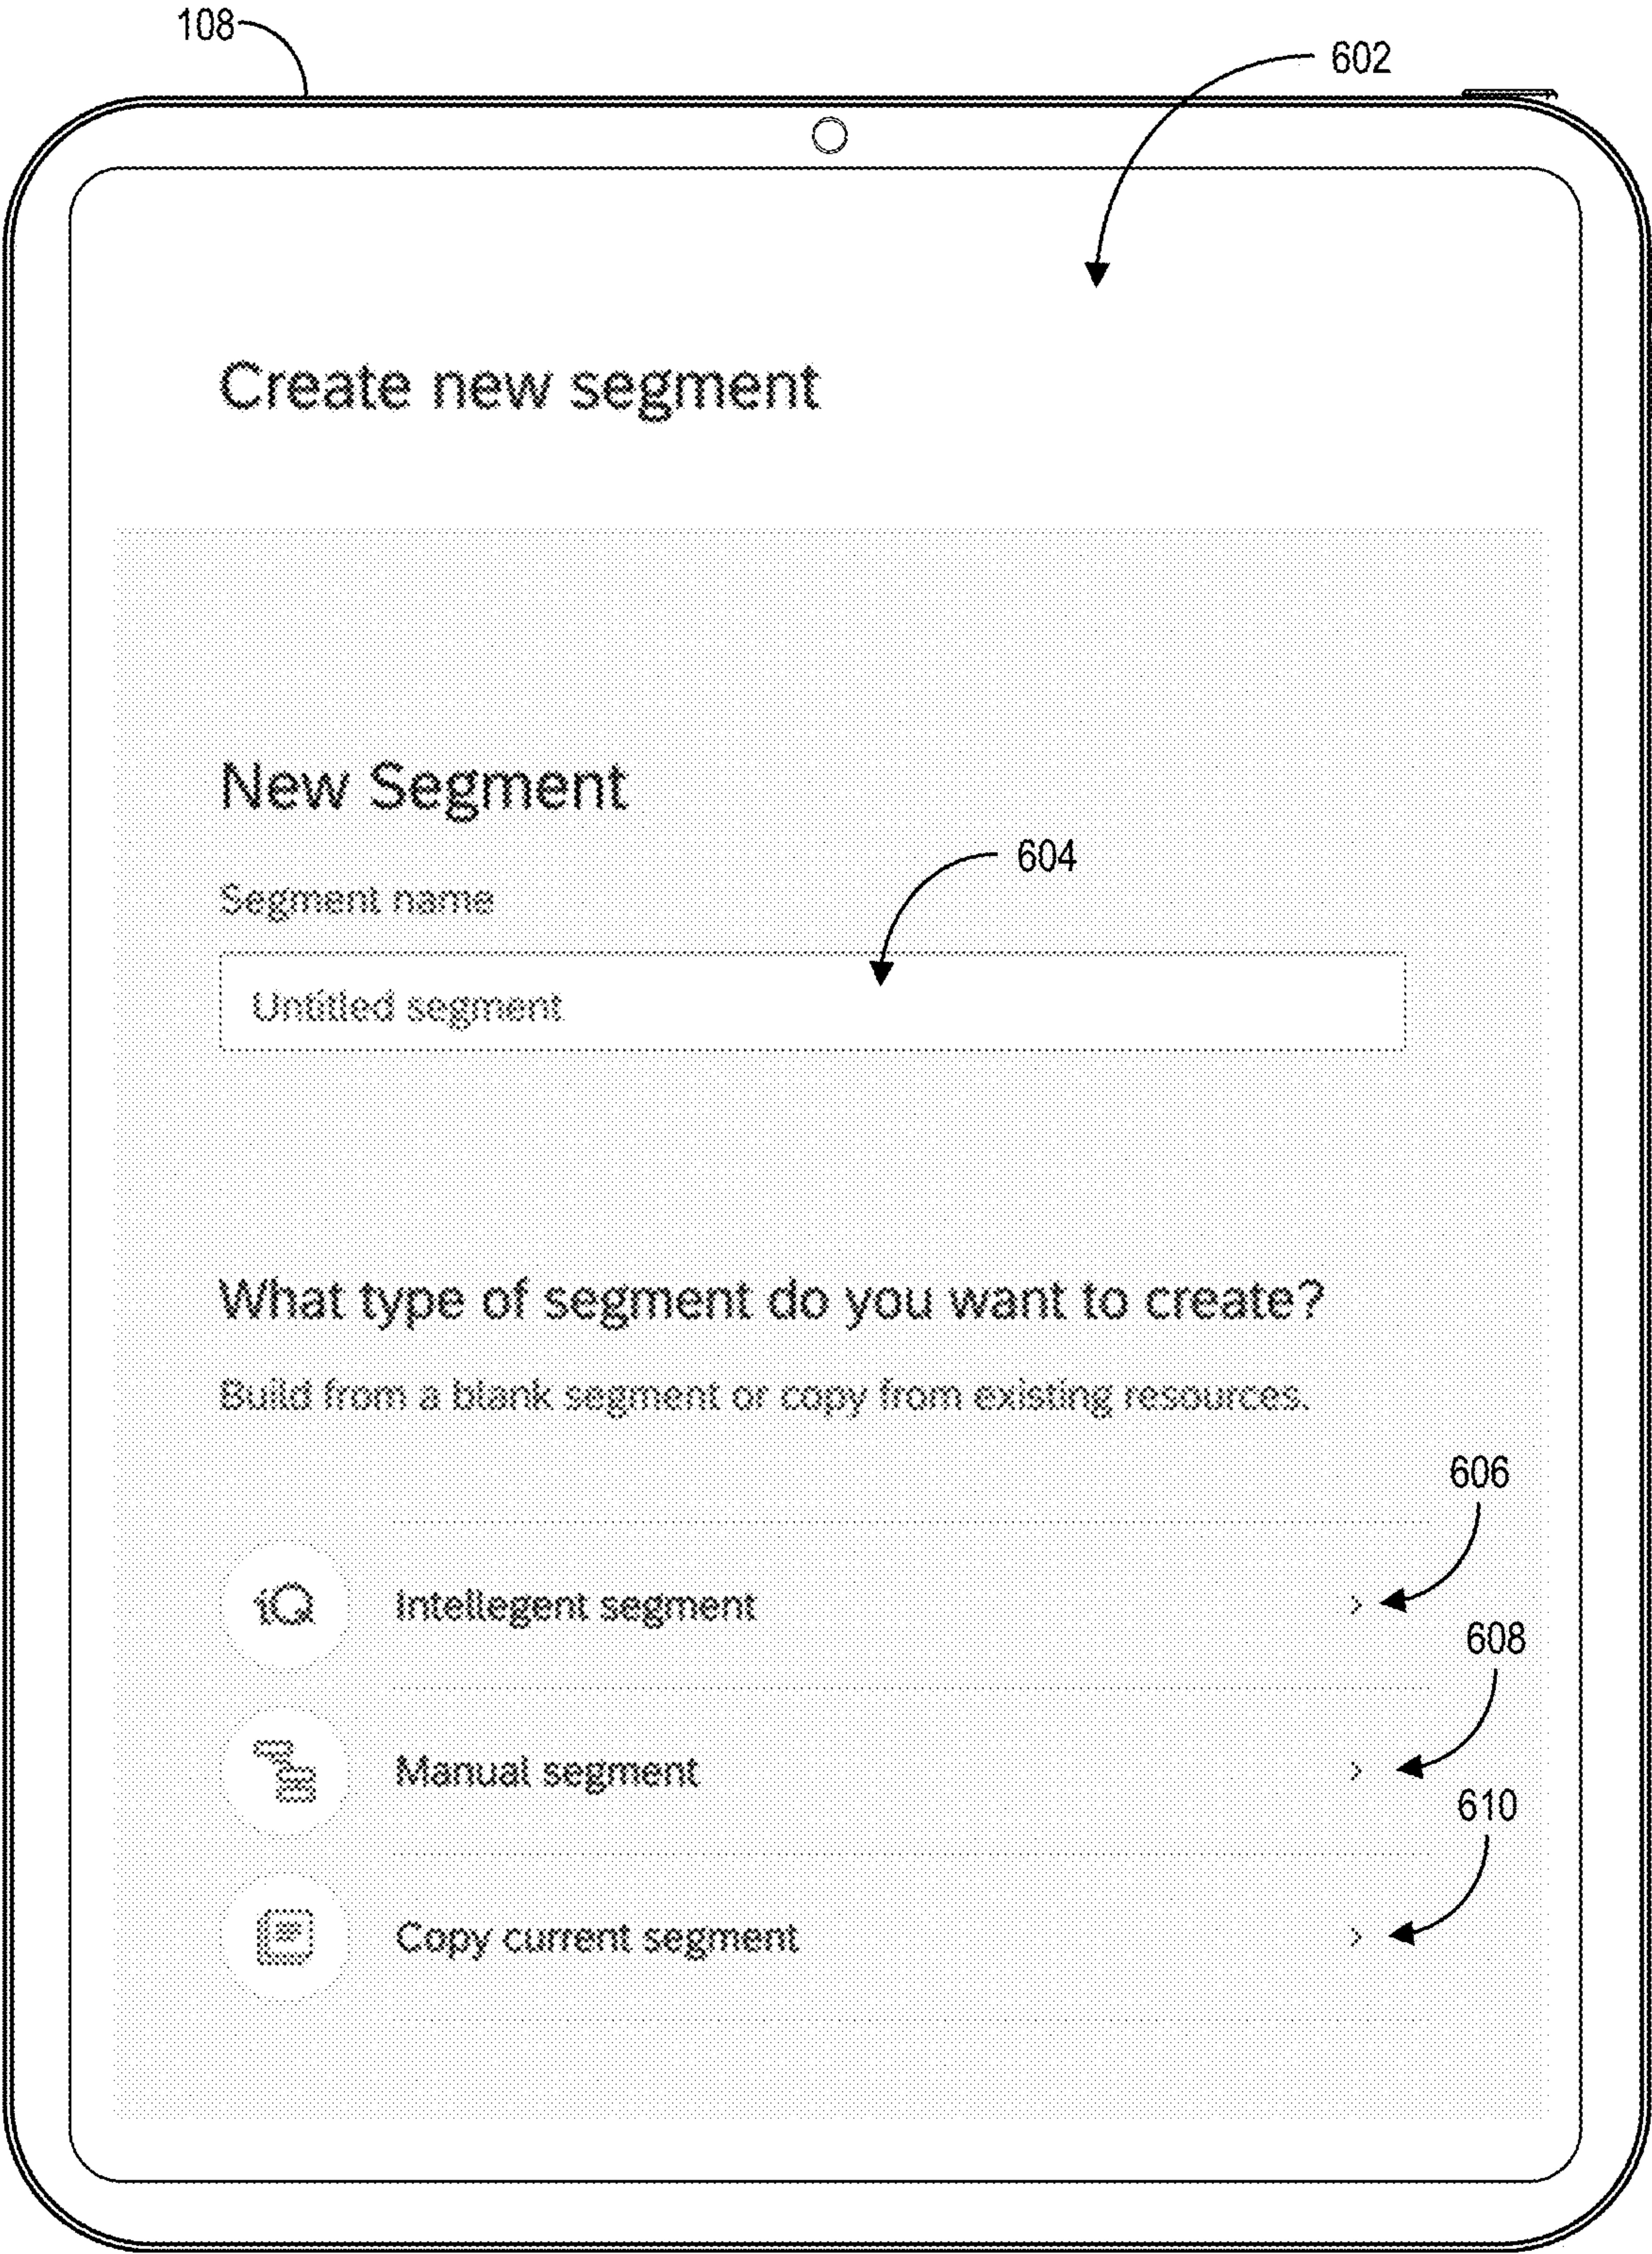 108
602
Create new segment
New Segment
604
Segment name
Untitled segment
What type of segment do you want to create?
Build from a blank segment or copy from existing resources.
606
iQ Intellegent segment >
608
Manual segment >
610
Copy current segment >